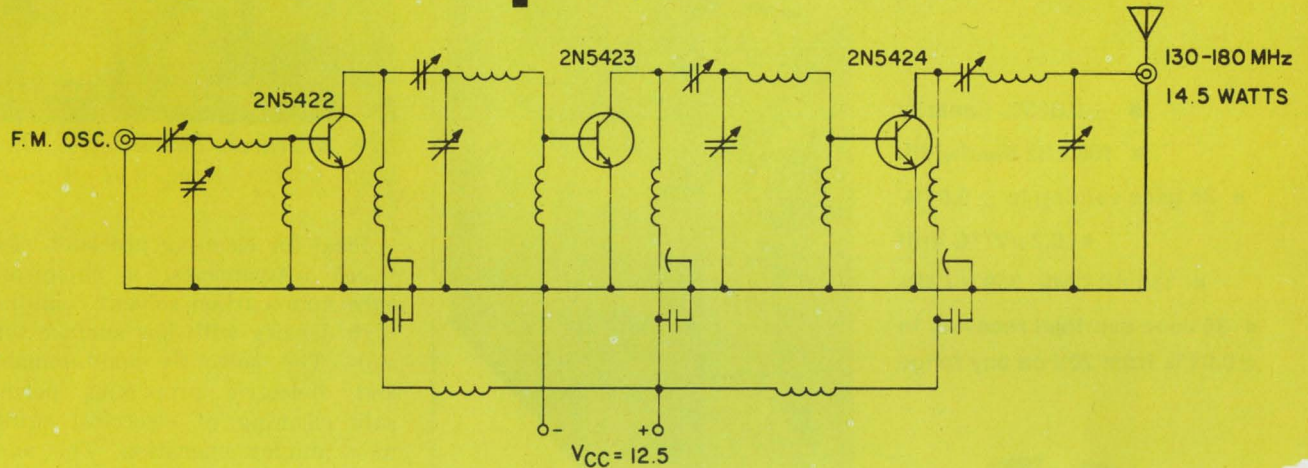 2N5422
2N5423
2N5424
130-180 MHz
14.5 WATTS
F. M. OSC.
- +
VCC = 12.5